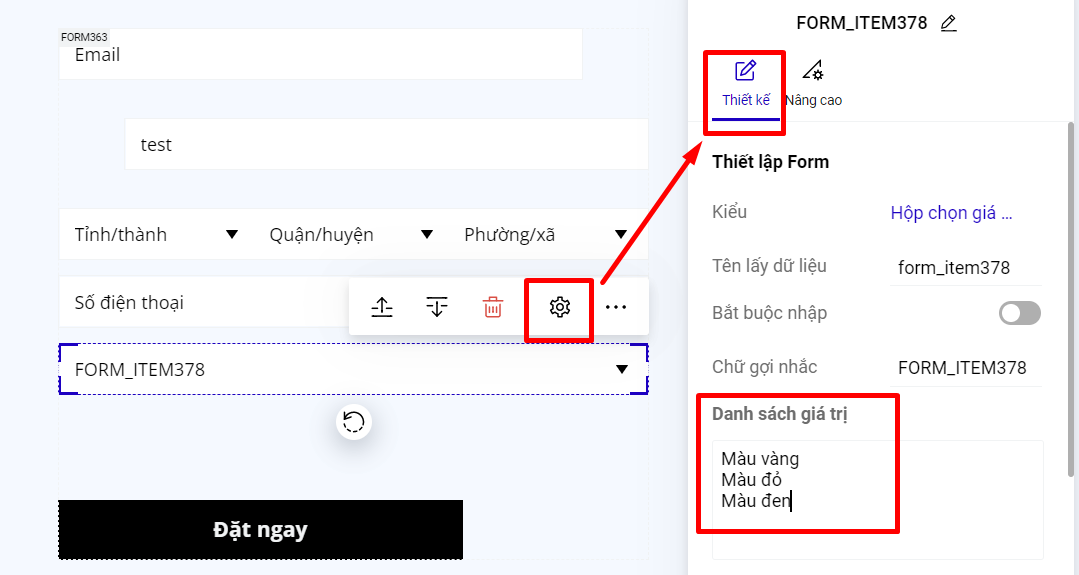 FORM363
Email
test
Tỉnh/thành
Quận/huyện
Phường/xã
Số điện thoại
FORM_ITEM378
Đặt ngay
FORM_ITEM378
Thiết kế
Nâng cao
Thiết lập Form
Kiểu
Hộp chọn giá ...
Tên lấy dữ liệu
form_item378
Bắt buộc nhập
Chữ gợi nhắc
FORM_ITEM378
Danh sách giá trị
Màu vàng
Màu đỏ
Màu đen